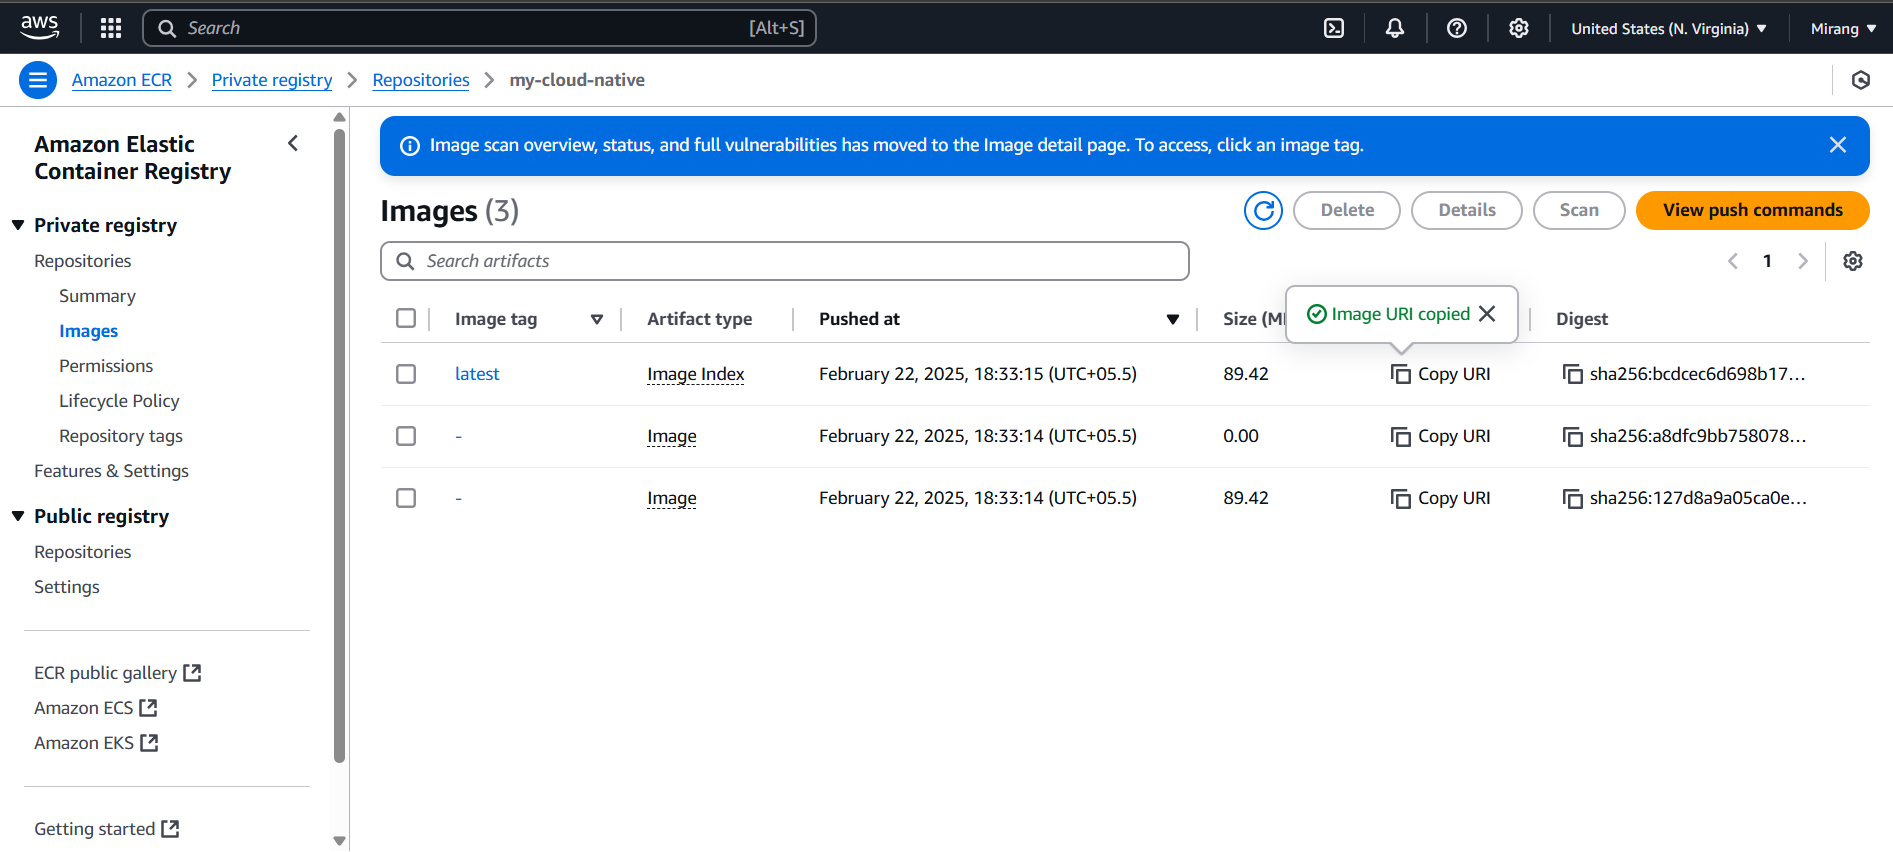 aws
Search
[Alt+S]
United States (N. Virginia)
Mirang
Amazon ECR
Private registry
Repositories
my-cloud-native
Amazon Elastic
Container Registry
Private registry
Repositories
Summary
Images
Permissions
Lifecycle Policy
Repository tags
Features & Settings
Public registry
Repositories
Settings
ECR public gallery
Amazon ECS
Amazon EKS
Getting started
Image scan overview, status, and full vulnerabilities has moved to the Image detail page. To access, click an image tag.
Images (3)
Delete
Details
Scan
View push commands
Search artifacts
1
Image URI copied
Image tag
Artifact type
Pushed at
Size (M
Digest
latest
Image Index
February 22, 2025, 18:33:15 (UTC+05.5)
89.42
Copy URI
sha256:bcdcec6d698b17...
-
Image
February 22, 2025, 18:33:14 (UTC+05.5)
0.00
Copy URI
sha256:a8dfc9bb758078...
-
Image
February 22, 2025, 18:33:14 (UTC+05.5)
89.42
Copy URI
sha256:127d8a9a05ca0e...